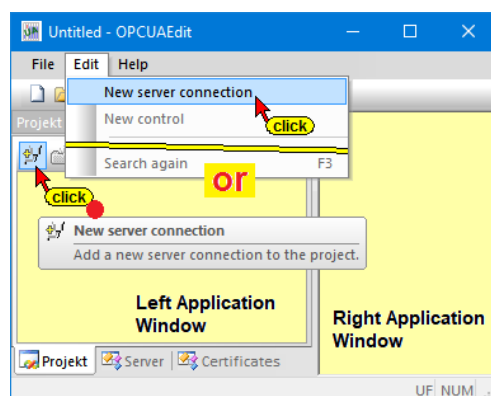 Untitled - OPCUAEdit
File Edit Help
New server connection
click
Projekt
New control
Search again F3
or
click
New server connection
Add a new server connection to the project.
Left Application
Window
Right Application
Window
Projekt Server Certificates
UF NUM